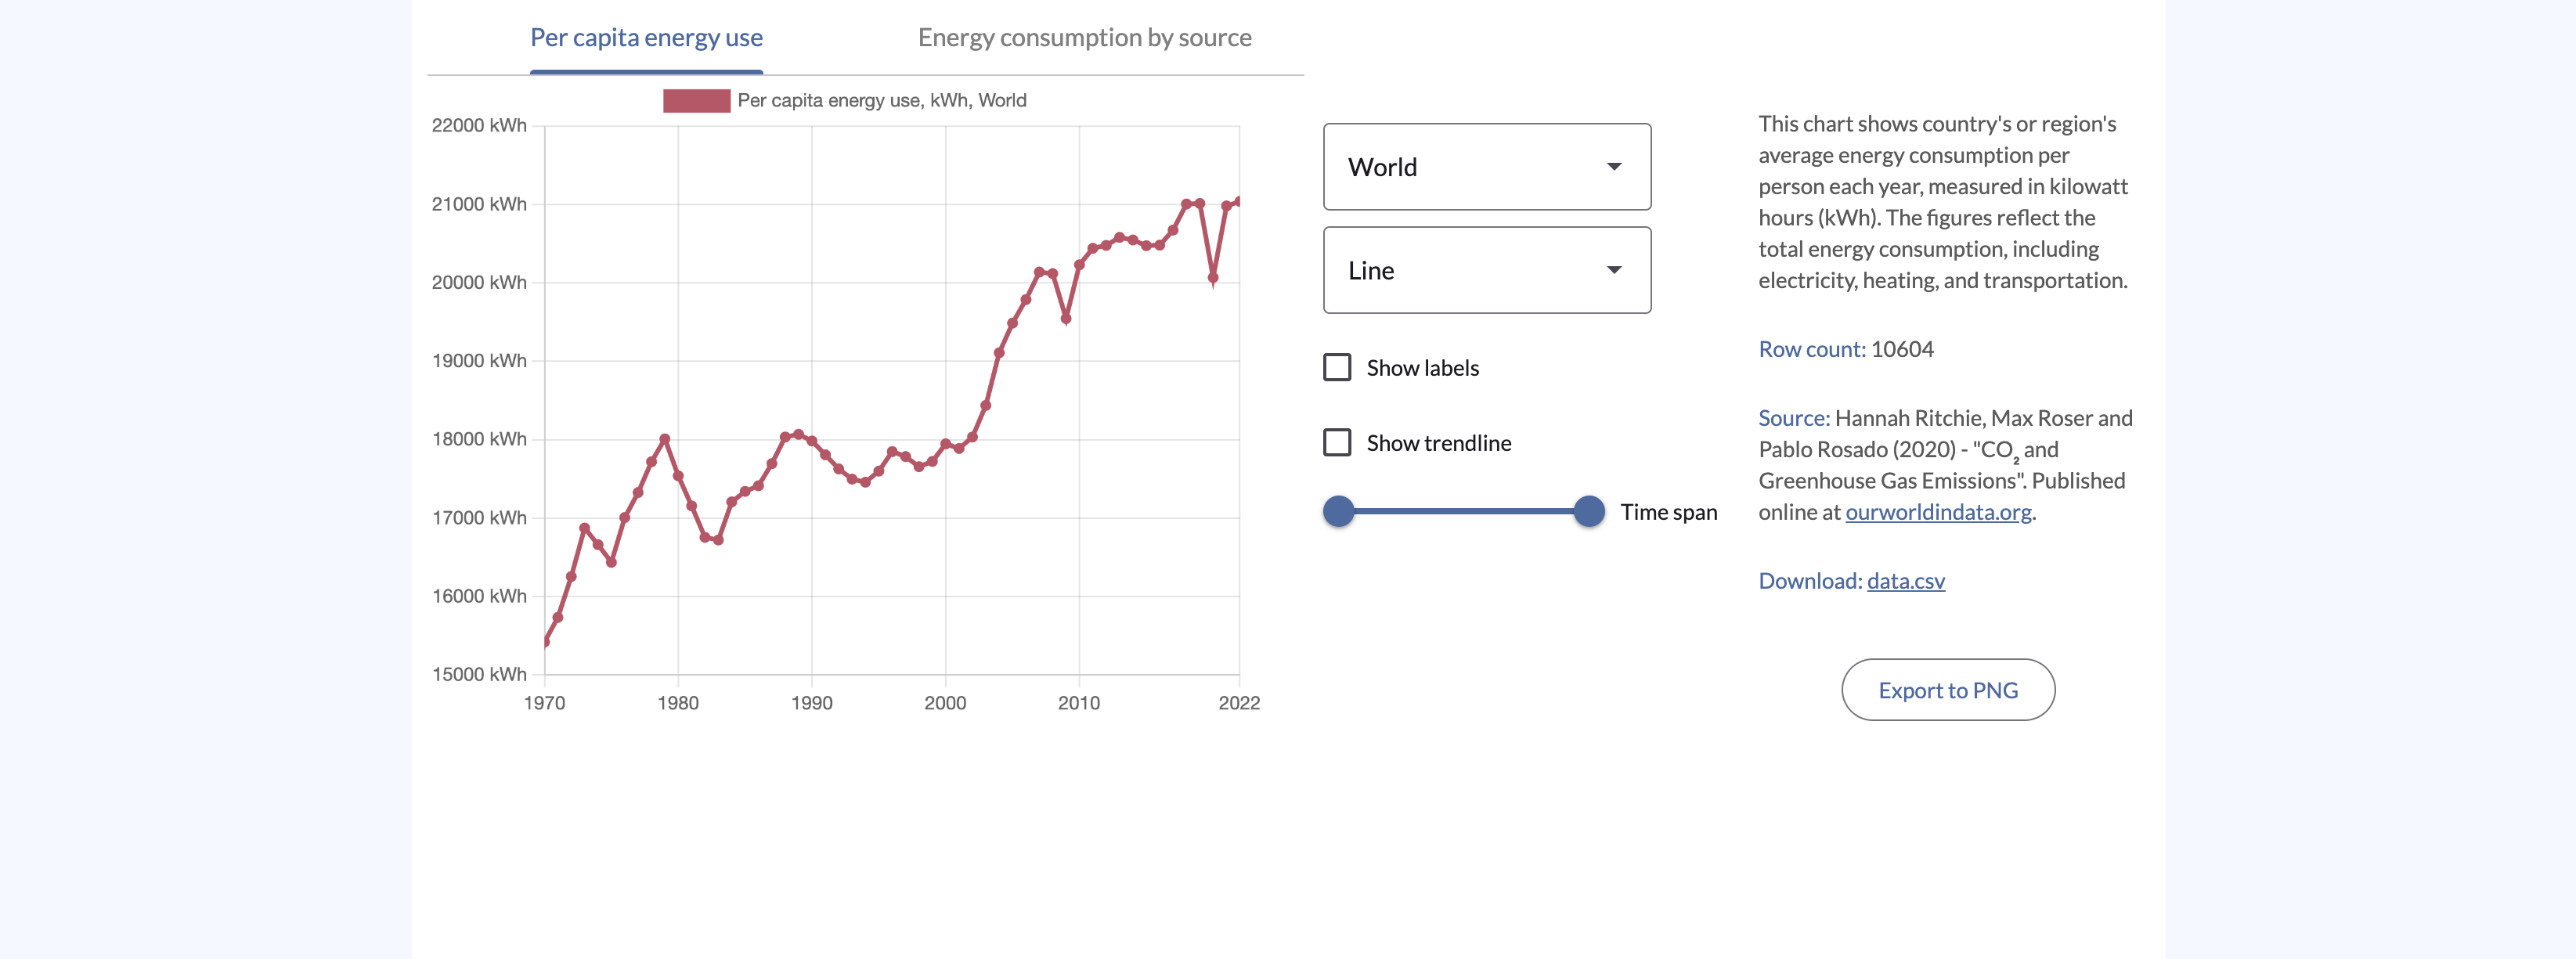 Per capita energy use
Energy consumption by source
Per capita energy use, kWh, World
22000 kWh
21000 kWh
20000 kWh
19000 kWh
18000 kWh
17000 kWh
16000 kWh
15000 kWh
1970
1980
1990
2000
2010
2022
World
Line
Show labels
Show trendline
Time span
This chart shows country's or region's
average energy consumption per
person each year, measured in kilowatt
hours (kWh). The figures reflect the
total energy consumption, including
electricity, heating, and transportation.
Row count: 10604
Source: Hannah Ritchie, Max Roser and
Pablo Rosado (2020) - "CO₂ and
Greenhouse Gas Emissions". Published
online at ourworldindata.org.
Download: data.csv
Export to PNG